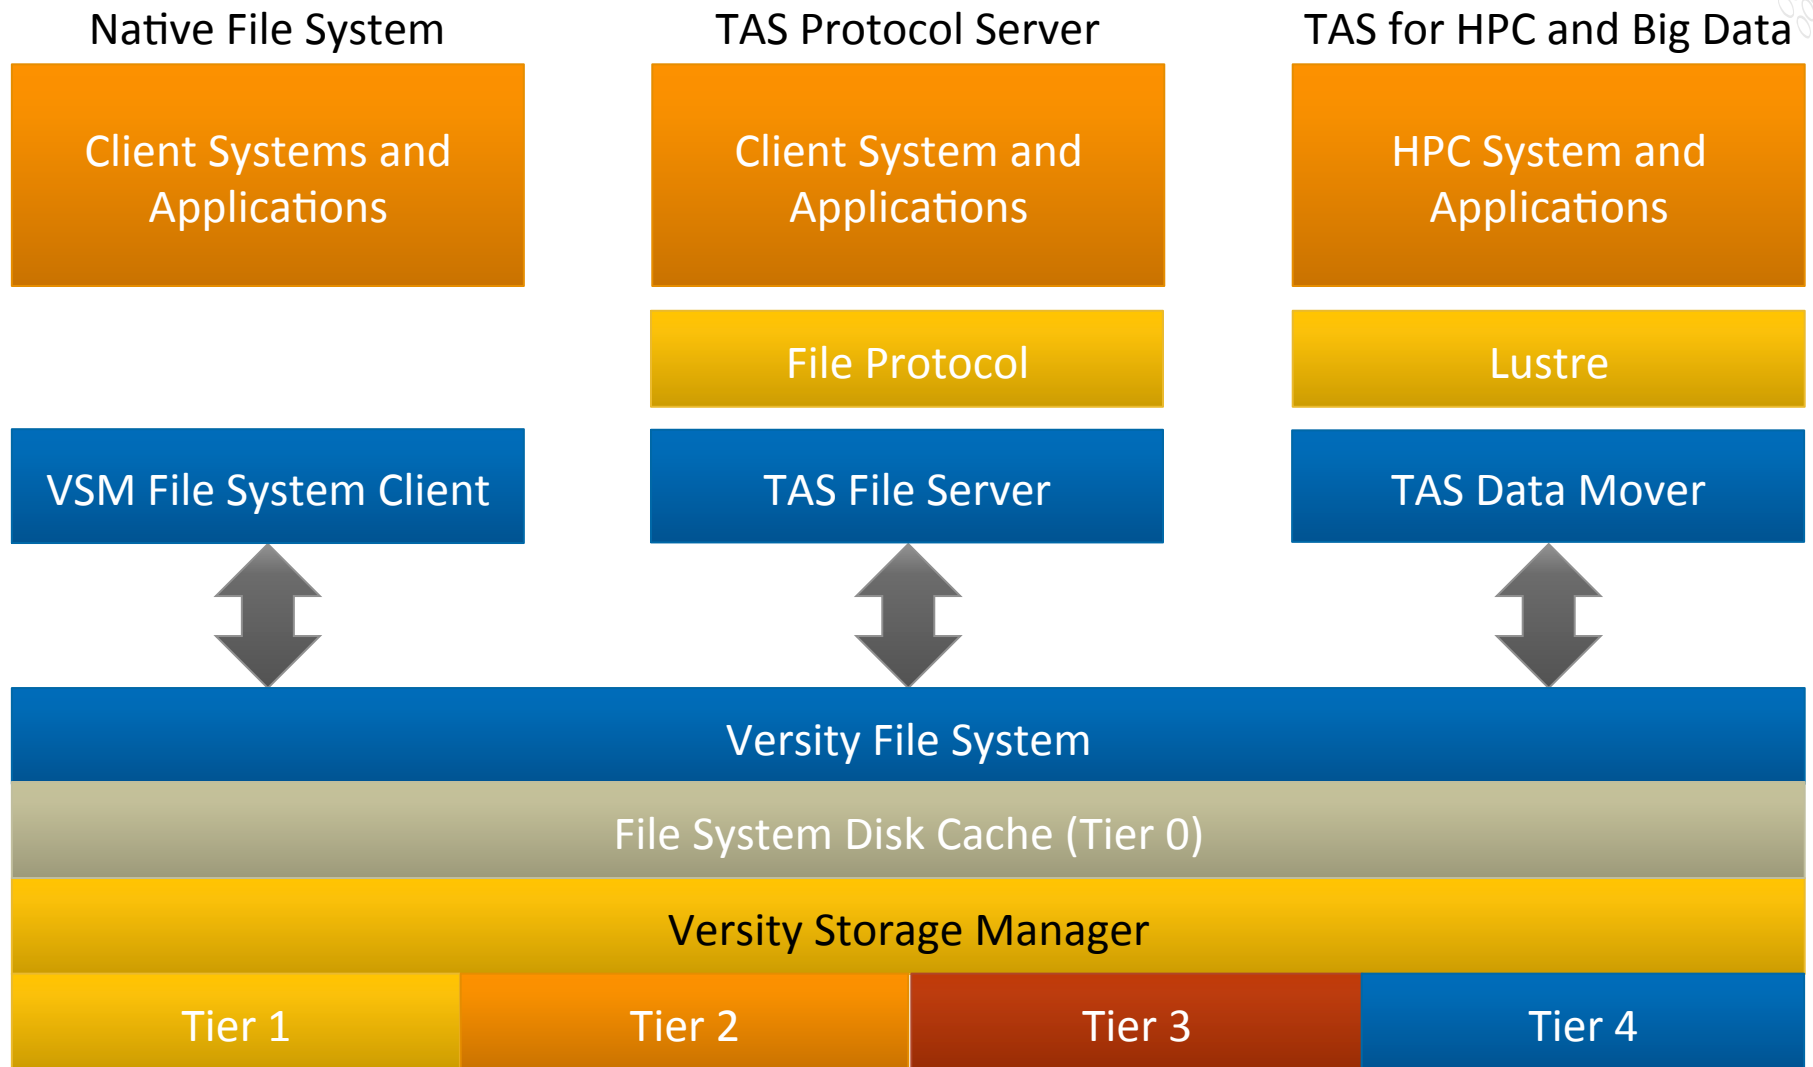 Native File System
TAS Protocol Server
TAS for HPC and Big Data
Client Systems and
Applications
Client System and
Applications
HPC System and
Applications
File Protocol
Lustre
VSM File System Client
TAS File Server
TAS Data Mover
Versity File System
File System Disk Cache (Tier 0)
Versity Storage Manager
Tier 1
Tier 2
Tier 3
Tier 4